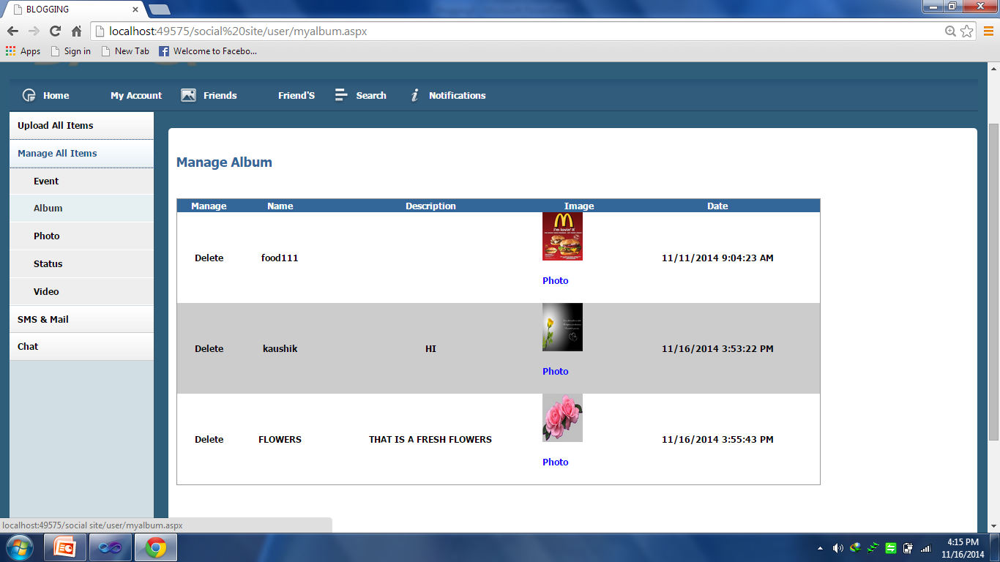 BLOGGING
localhost:49575/social%20site/user/myalbum.aspx
Apps Sign in New Tab Welcome to Facebo...
Home My Account Friends Friend'S Search Notifications
Upload All Items
Manage All Items
Event
Album
Photo
Status
Video
SMS & Mail
Chat
Manage Album
Manage Name Description Image Date
i'm lovin' it
Delete food111 11/11/2014 9:04:23 AM
Photo
Delete kaushik HI 11/16/2014 3:53:22 PM
Photo
Delete FLOWERS THAT IS A FRESH FLOWERS 11/16/2014 3:55:43 PM
Photo
localhost:49575/social site/user/myalbum.aspx
4:15 PM
11/16/2014